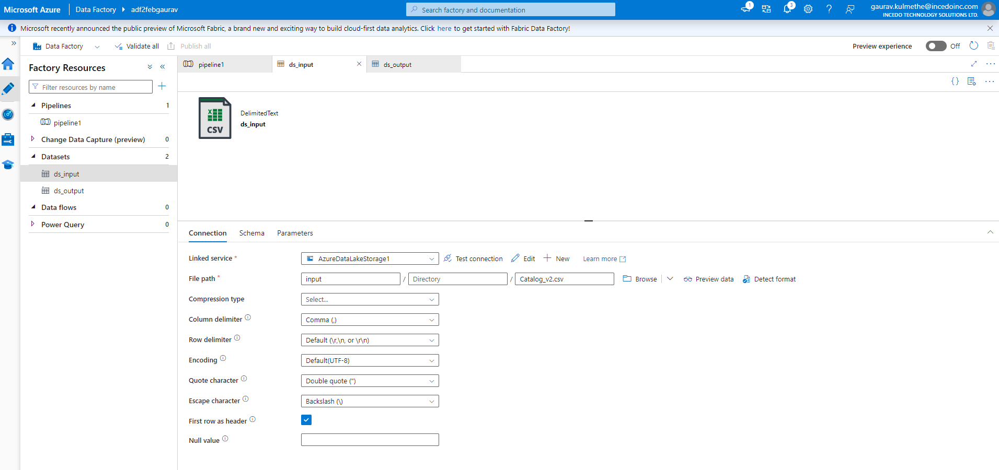 Microsoft Azure Data Factory adf2febgaurav Search factory and documentation 1 3 gaurav.kulmethe@incedoinc.com
INCEDO TECHNOLOGY SOLUTIONS LTD.
Microsoft recently announced the public preview of Microsoft Fabric, a brand new and exciting way to build cloud-first data analytics. Click here to get started with Fabric Data Factory!
Data Factory Validate all Publish all Preview experience Off
Factory Resources
Filter resources by name
Pipelines 1
pipeline1
Change Data Capture (preview) 0
Datasets 2
ds_input
ds_output
Data flows 0
Power Query 0
pipeline1 ds_input ds_output
CSV
DelimitedText
ds_input
Connection Schema Parameters
Linked service * AzureDataLakeStorage1 Test connection Edit New Learn more
File path * input / Directory / Catalog_v2.csv Browse Preview data Detect format
Compression type Select...
Column delimiter Comma (,)
Row delimiter Default (\r,\n, or \r\n)
Encoding Default(UTF-8)
Quote character Double quote (")
Escape character Backslash (\)
First row as header
Null value